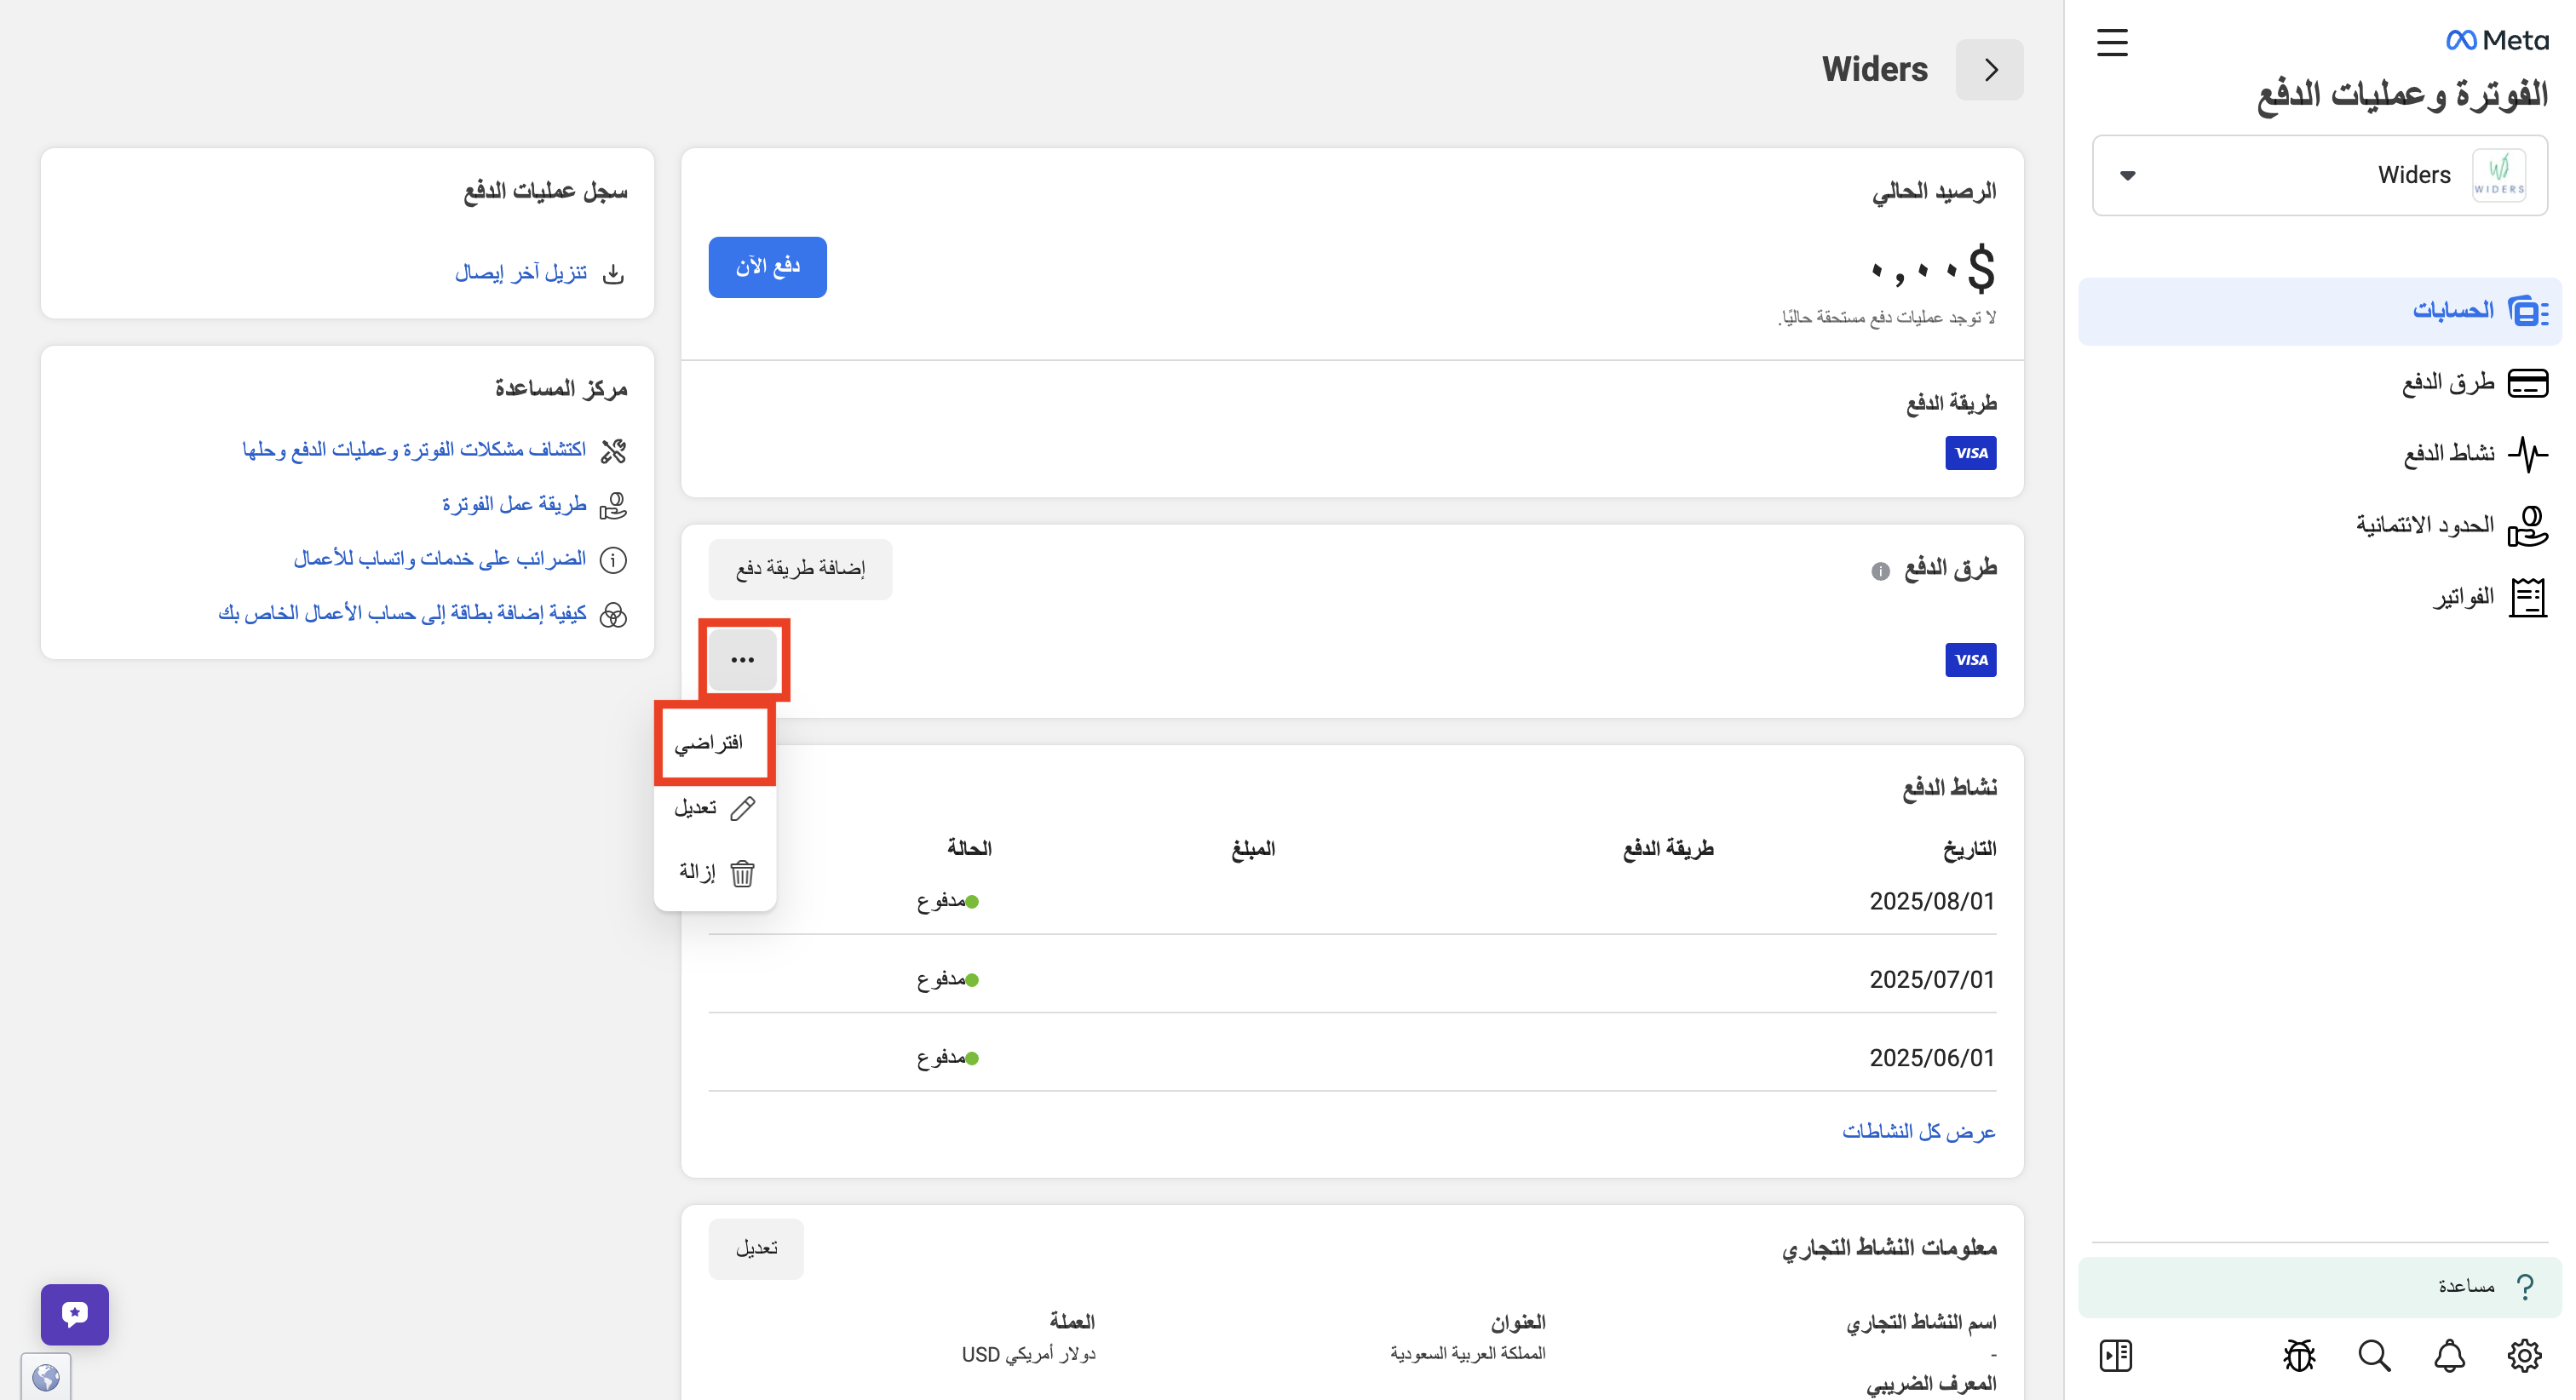 Meta
الفوترة وعمليات الدفع
Widers
WIDERS
الحسابات
طرق الدفع
نشاط الدفع
الحدود الائتمانية
الفواتير
مساعدة
Widers
الرصيد الحالي
$٠,٠٠
دفع الآن
لا توجد عمليات دفع مستحقة حاليًا.
طريقة الدفع
VISA
طرق الدفع
إضافة طريقة دفع
VISA
افتراضي
تعديل
إزالة
نشاط الدفع
التاريخ طريقة الدفع المبلغ الحالة
2025/08/01 مدفوع
2025/07/01 مدفوع
2025/06/01 مدفوع
عرض كل النشاطات
معلومات النشاط التجاري
تعديل
اسم النشاط التجاري العنوان العملة
- المملكة العربية السعودية دولار أمريكي USD
المعرف الضريبي
سجل عمليات الدفع
تنزيل آخر إيصال
مركز المساعدة
اكتشاف مشكلات الفوترة وعمليات الدفع وحلها
طريقة عمل الفوترة
الضرائب على خدمات واتساب للأعمال
كيفية إضافة بطاقة إلى حساب الأعمال الخاص بك